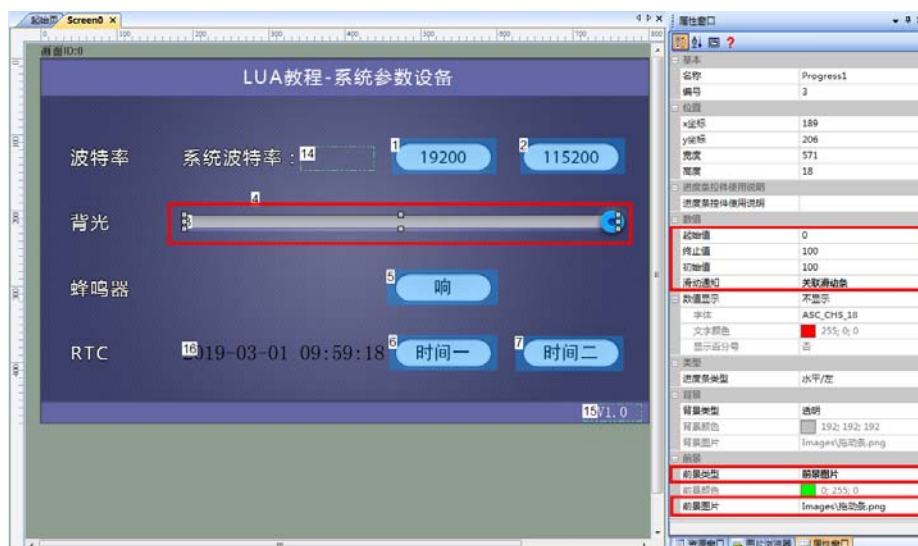 起始页 Screen0 ×
属性窗口
0 100 200 300 400 500 600 700 800
画面ID:0
LUA教程-系统参数设备
波特率 系统波特率： 14 1 19200 2 115200
4
背光
蜂鸣器 5 响
RTC 16 2019-03-01 09:59:18 6 时间一 7 时间二
15 V1.0
基本
名称 Progress1
编号 3
位置
x坐标 189
y坐标 206
宽度 571
高度 18
进度条控件使用说明
进度条控件使用说明
数值
起始值 0
终止值 100
初始值 100
滑动通知 关联滑动条
数值显示 不显示
字体 ASC_CHS_18
文字颜色 255; 0; 0
显示百分号 否
类型
进度条类型 水平/左
背景
背景类型 透明
背景颜色 192; 192; 192
背景图片 Images\拖动条.png
前景
前景类型 前景图片
前景颜色 0; 255; 0
前景图片 Images\拖动条.png
资源窗口 图片浏览器 属性窗口